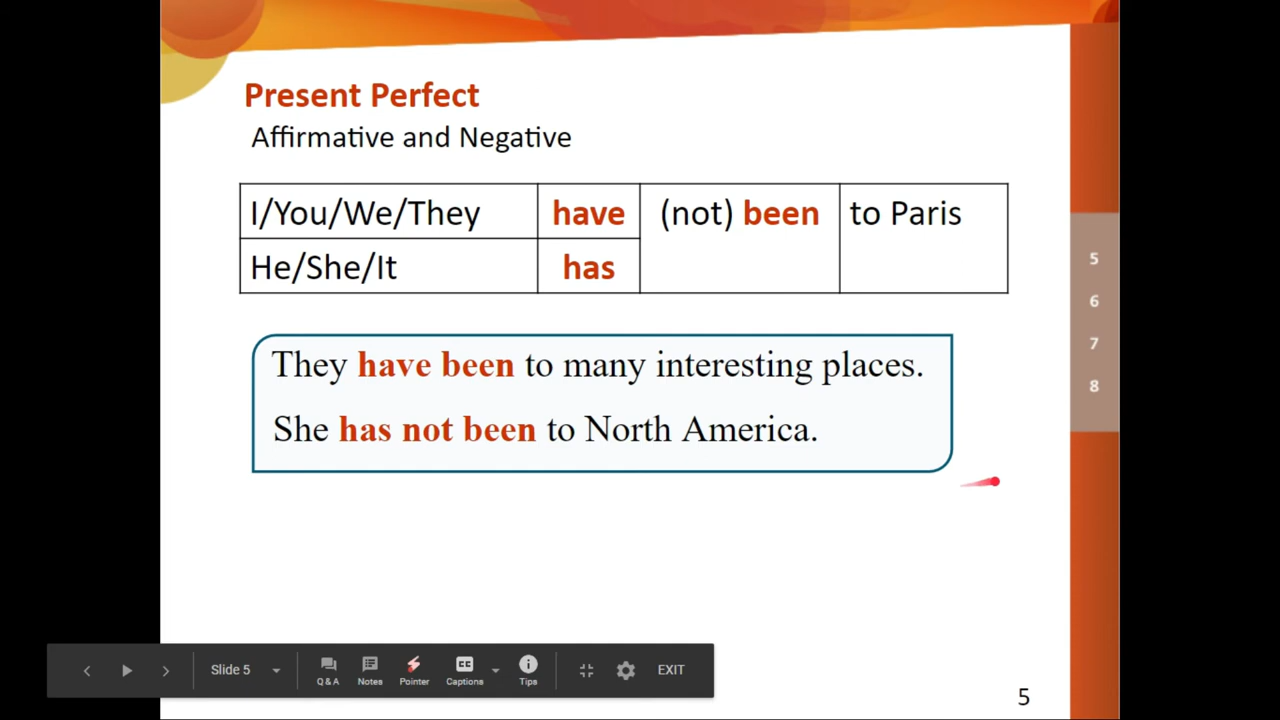 Present Perfect
Affirmative and Negative
I/You/We/They have (not) been to Paris
He/She/It has
They have been to many interesting places.
She has not been to North America.
5
6
7
8
Slide 5 Q & A Notes Pointer Captions Tips EXIT
5